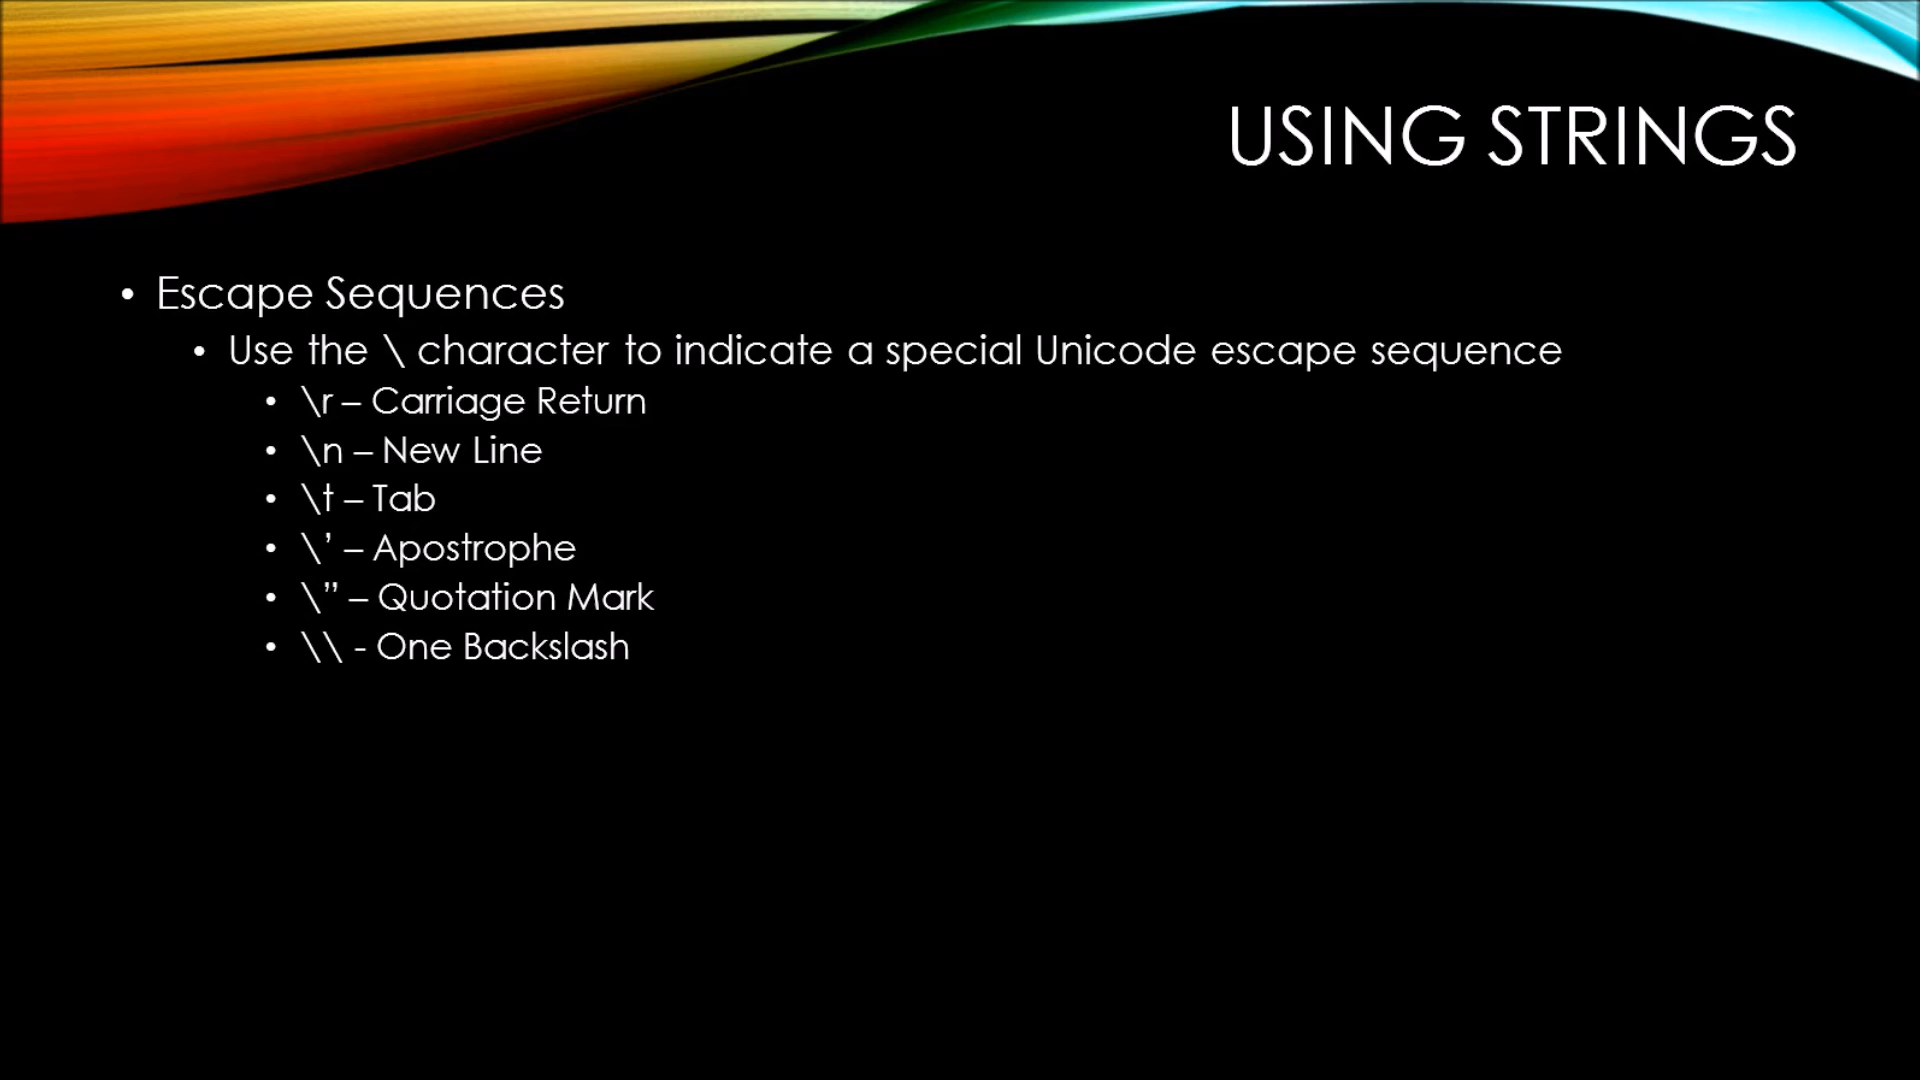 USING STRINGS
• Escape Sequences
• Use the \ character to indicate a special Unicode escape sequence
• \r – Carriage Return
• \n – New Line
• \t – Tab
• \’ – Apostrophe
• \” – Quotation Mark
• \\ - One Backslash